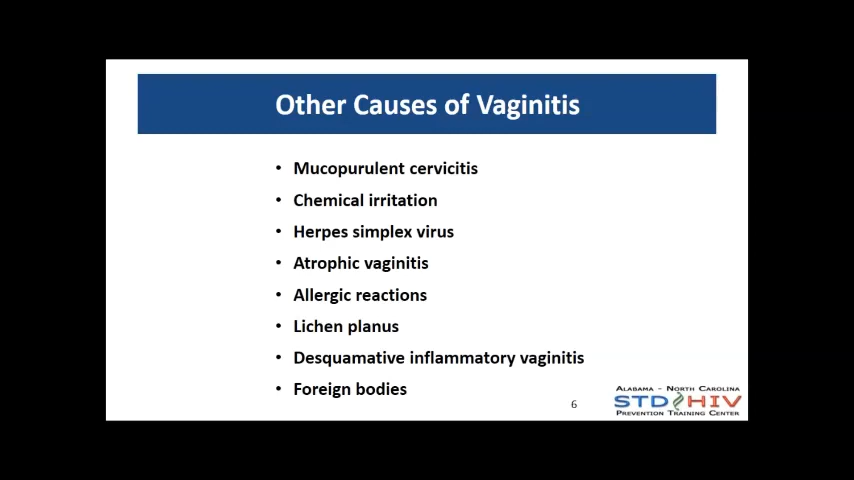 Other Causes of Vaginitis
• Mucopurulent cervicitis
• Chemical irritation
• Herpes simplex virus
• Atrophic vaginitis
• Allergic reactions
• Lichen planus
• Desquamative inflammatory vaginitis
• Foreign bodies
6
Alabama - North Carolina
STD HIV
Prevention Training Center